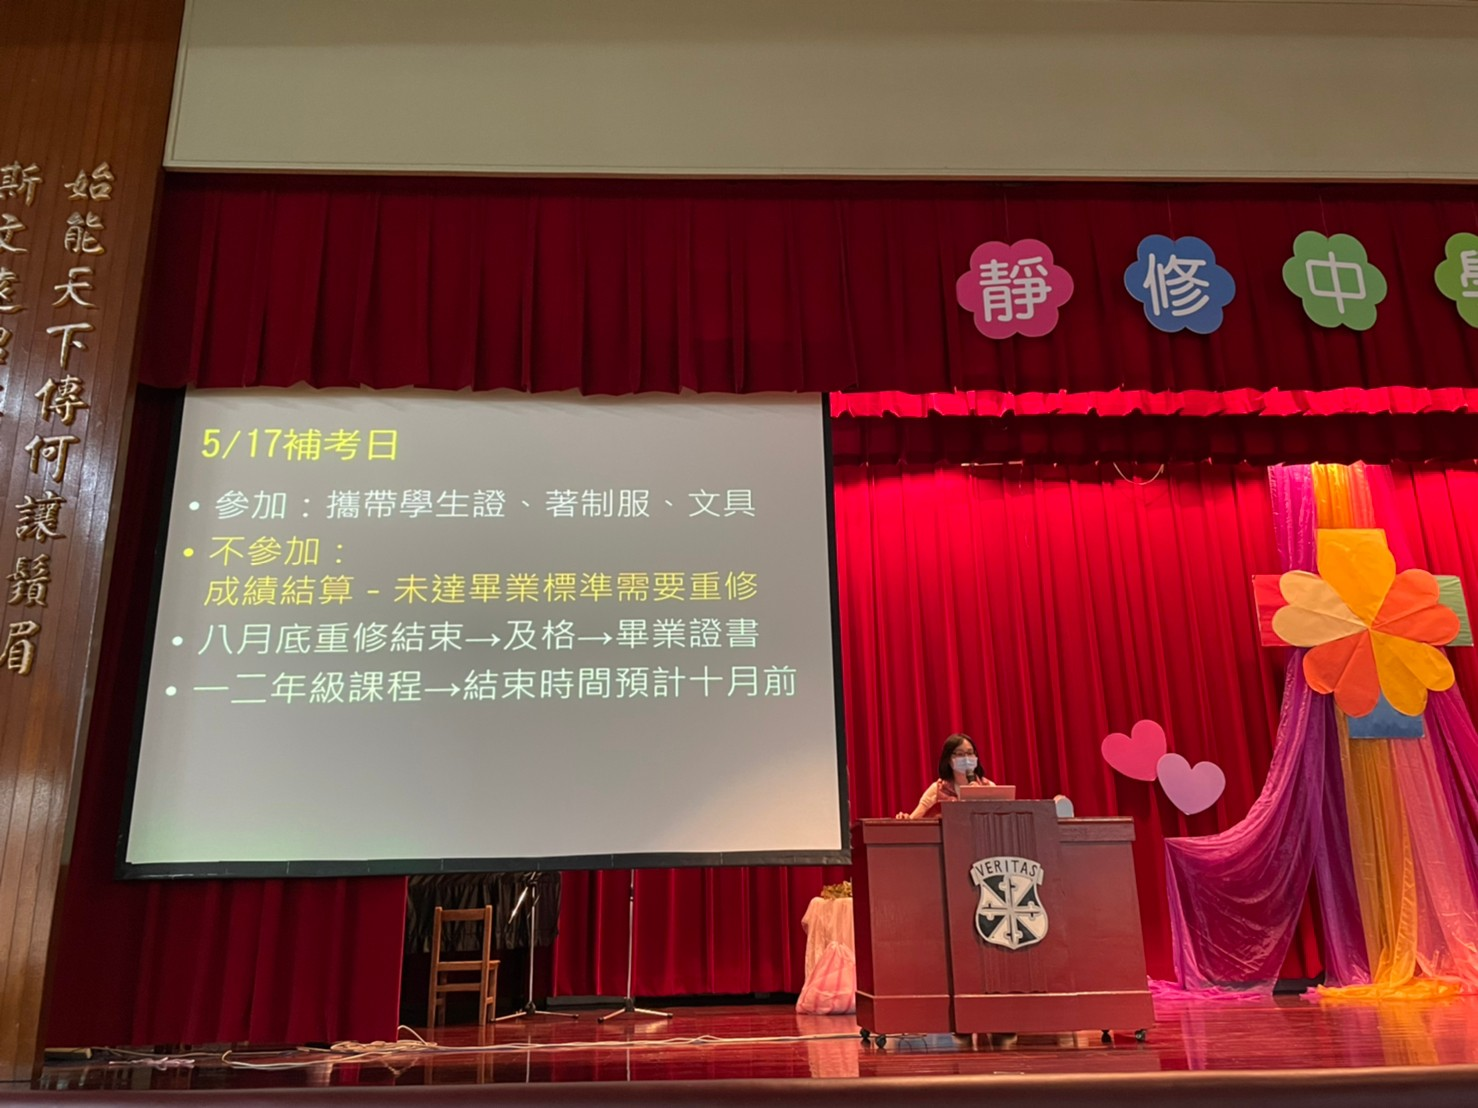 始能天下傳何讓鬚眉
斯文遠
靜修中學
5/17補考日
• 參加：攜帶學生證、著制服、文具
• 不參加：
成績結算－未達畢業標準需要重修
• 八月底重修結束→及格→畢業證書
• 一二年級課程→結束時間預計十月前
VERITAS